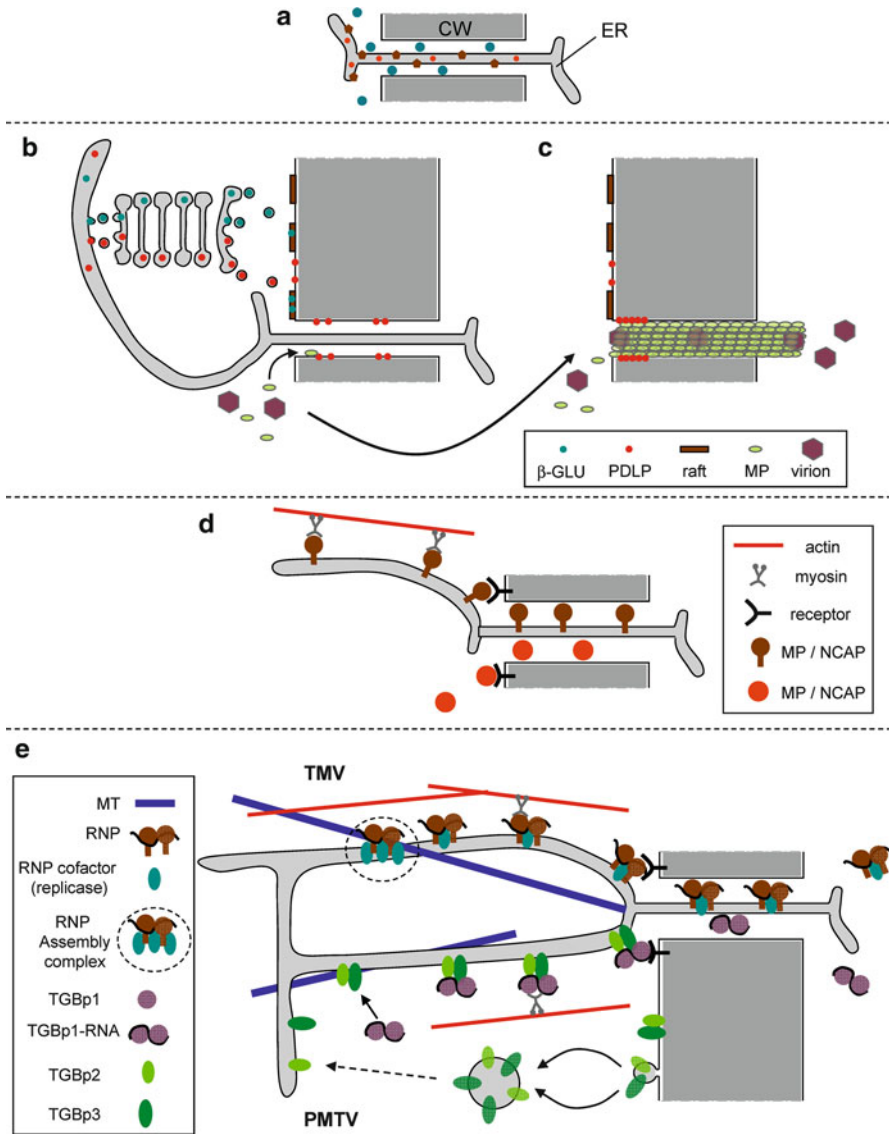 a
CW
ER
b
c
β-GLU
PDLP
raft
MP
virion
d
actin
myosin
receptor
MP / NCAP
MP / NCAP
e
MT
RNP
RNP cofactor
(replicase)
RNP
Assembly
complex
TGBp1
TGBp1-RNA
TGBp2
TGBp3
TMV
PMTV